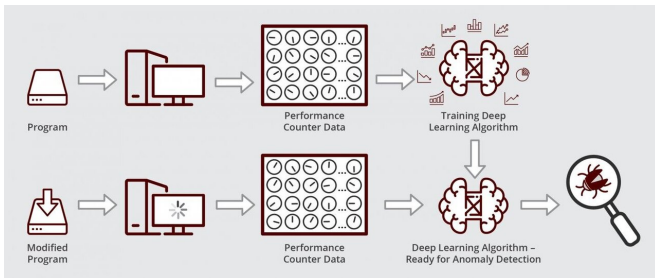 Program
Performance
Counter Data
Training Deep
Learning Algorithm
Modified
Program
Performance
Counter Data
Deep Learning Algorithm –
Ready for Anomaly Detection